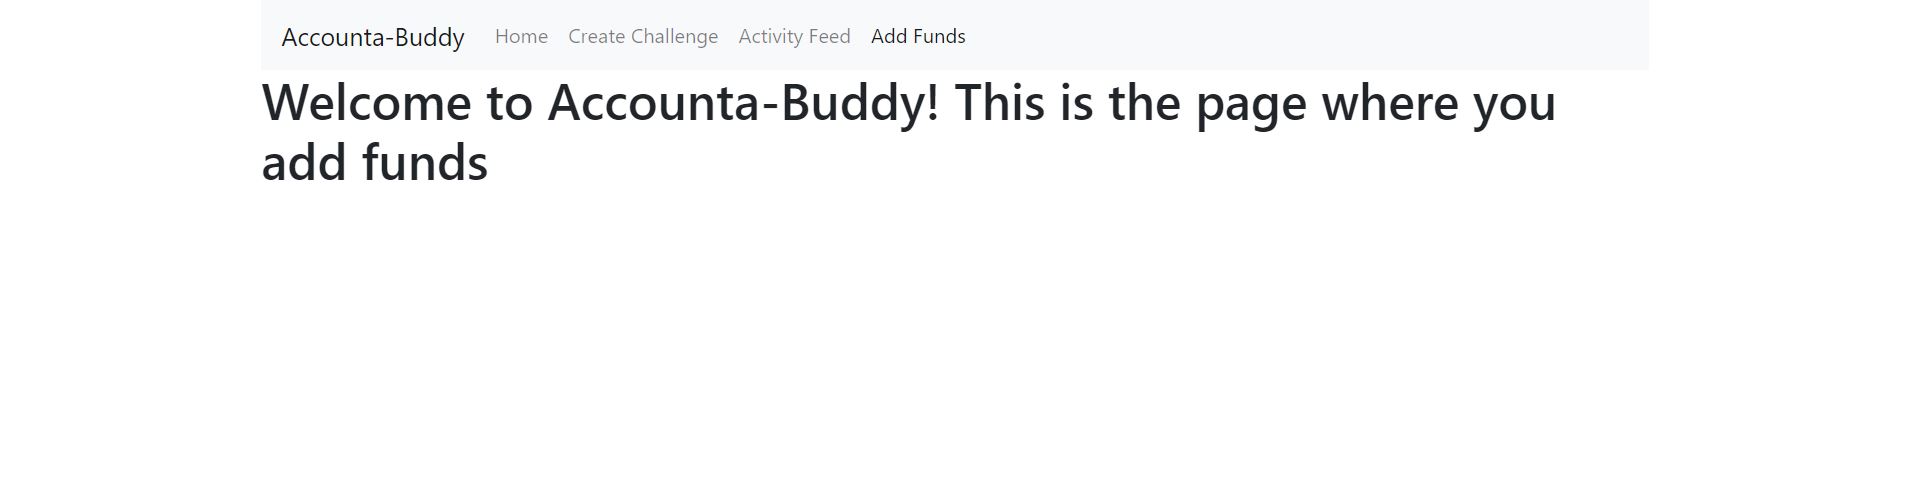 Accounta-Buddy Home Create Challenge Activity Feed Add Funds
Welcome to Accounta-Buddy! This is the page where you
add funds